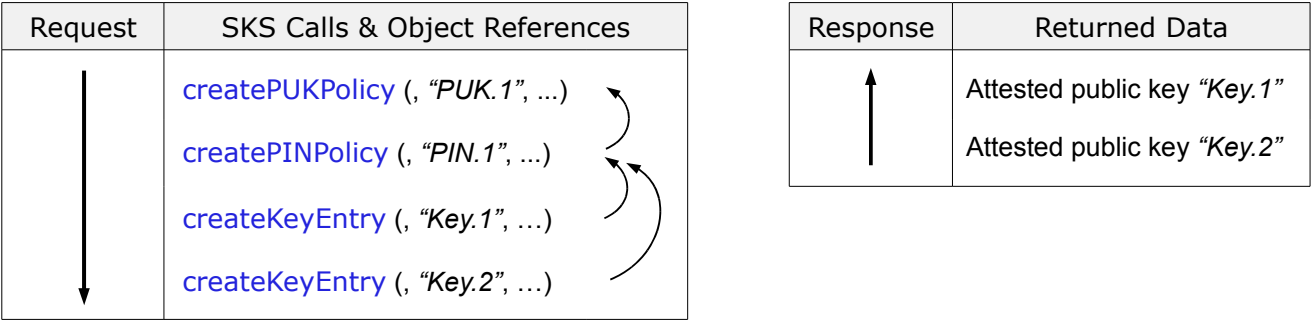 Request
SKS Calls & Object References
createPUKPolicy (, “PUK.1”, ...)
createPINPolicy (, “PIN.1”, ...)
createKeyEntry (, “Key.1”, …)
createKeyEntry (, “Key.2”, …)
Response
Returned Data
Attested public key “Key.1”
Attested public key “Key.2”